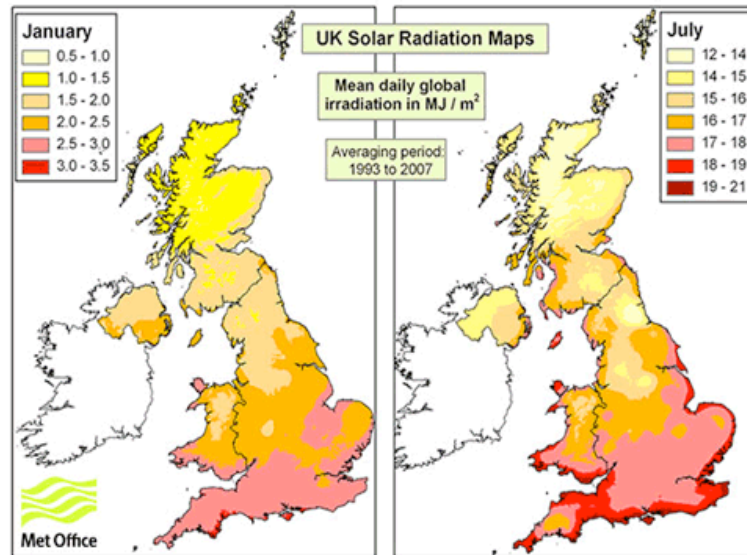 UK Solar Radiation Maps
Mean daily global
irradiation in MJ / m²
Averaging period:
1993 to 2007
January
0.5 - 1.0
1.0 - 1.5
1.5 - 2.0
2.0 - 2.5
2.5 - 3.0
3.0 - 3.5
Met Office
July
12 - 14
14 - 15
15 - 16
16 - 17
17 - 18
18 - 19
19 - 21